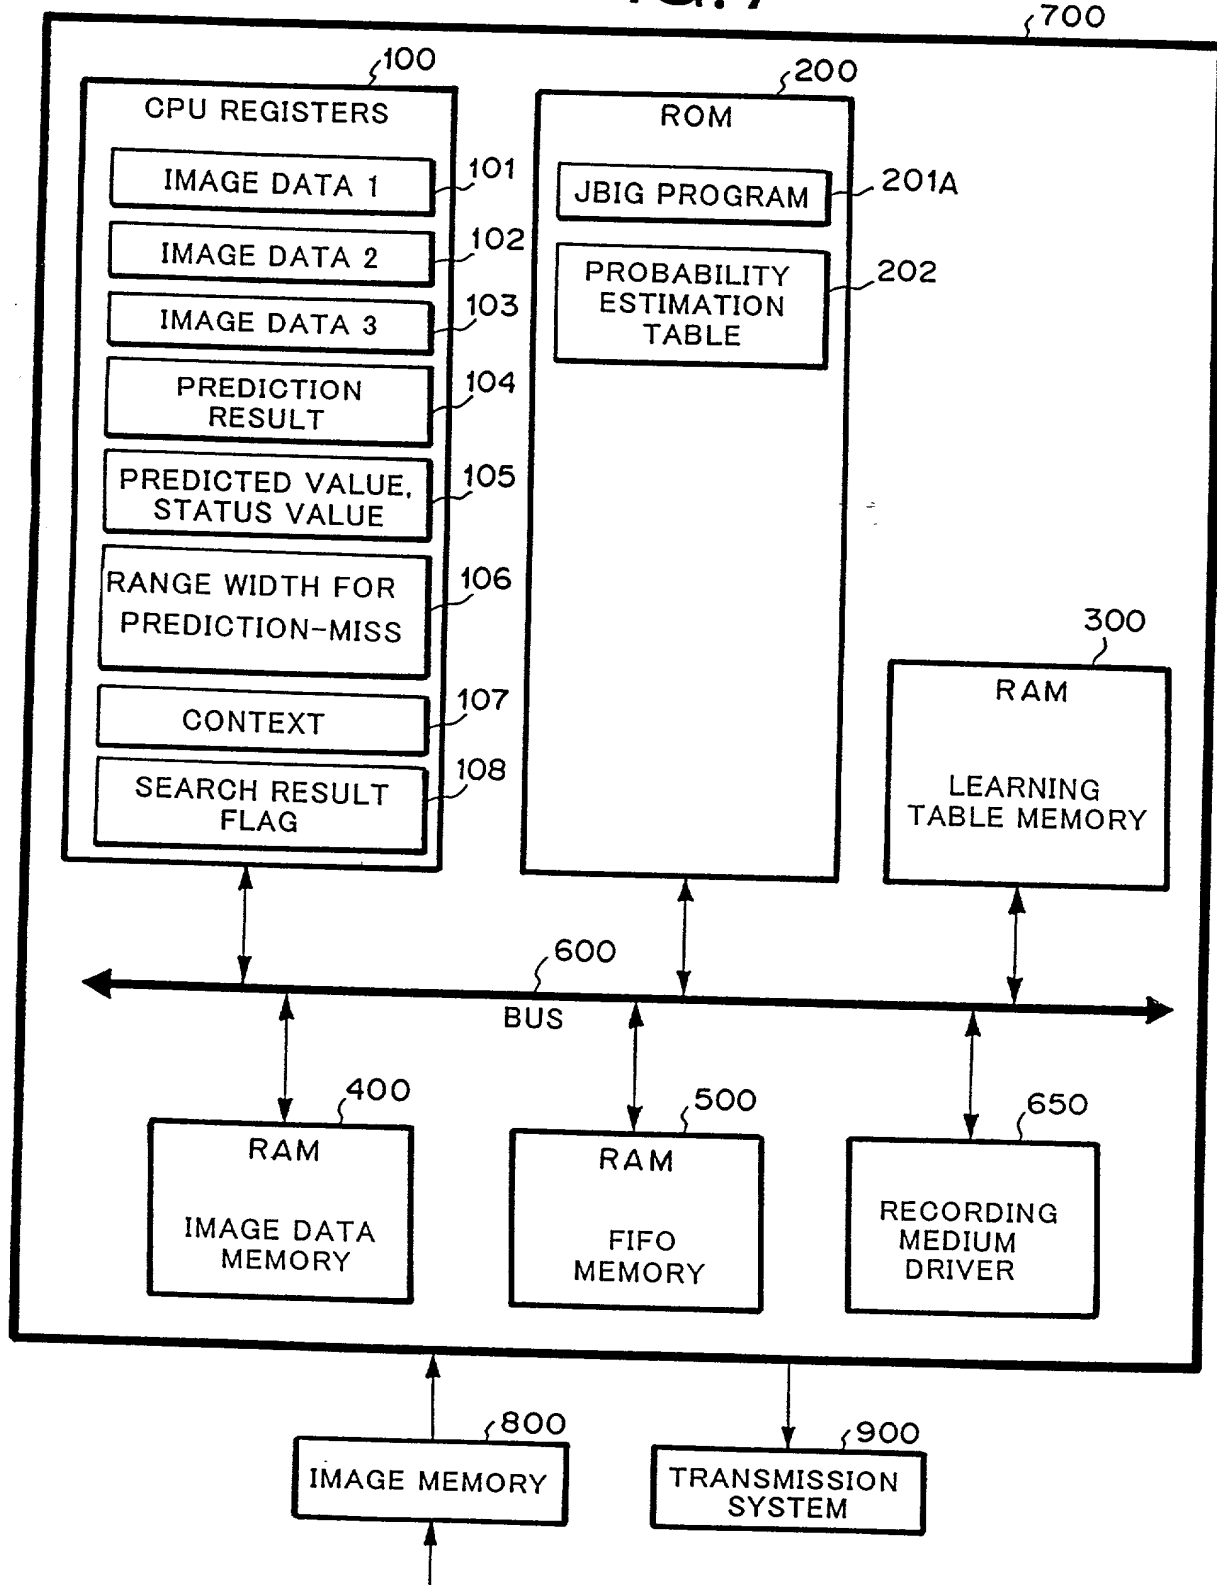 700
100
CPU REGISTERS
IMAGE DATA 1
101
IMAGE DATA 2
102
IMAGE DATA 3
103
PREDICTION
RESULT
104
PREDICTED VALUE,
STATUS VALUE
105
RANGE WIDTH FOR
PREDICTION-MISS
106
CONTEXT
107
SEARCH RESULT
FLAG
108
200
ROM
JBIG PROGRAM
201A
PROBABILITY
ESTIMATION
TABLE
202
300
RAM
LEARNING
TABLE MEMORY
600
BUS
400
RAM
IMAGE DATA
MEMORY
500
RAM
FIFO
MEMORY
650
RECORDING
MEDIUM
DRIVER
800
IMAGE MEMORY
900
TRANSMISSION
SYSTEM